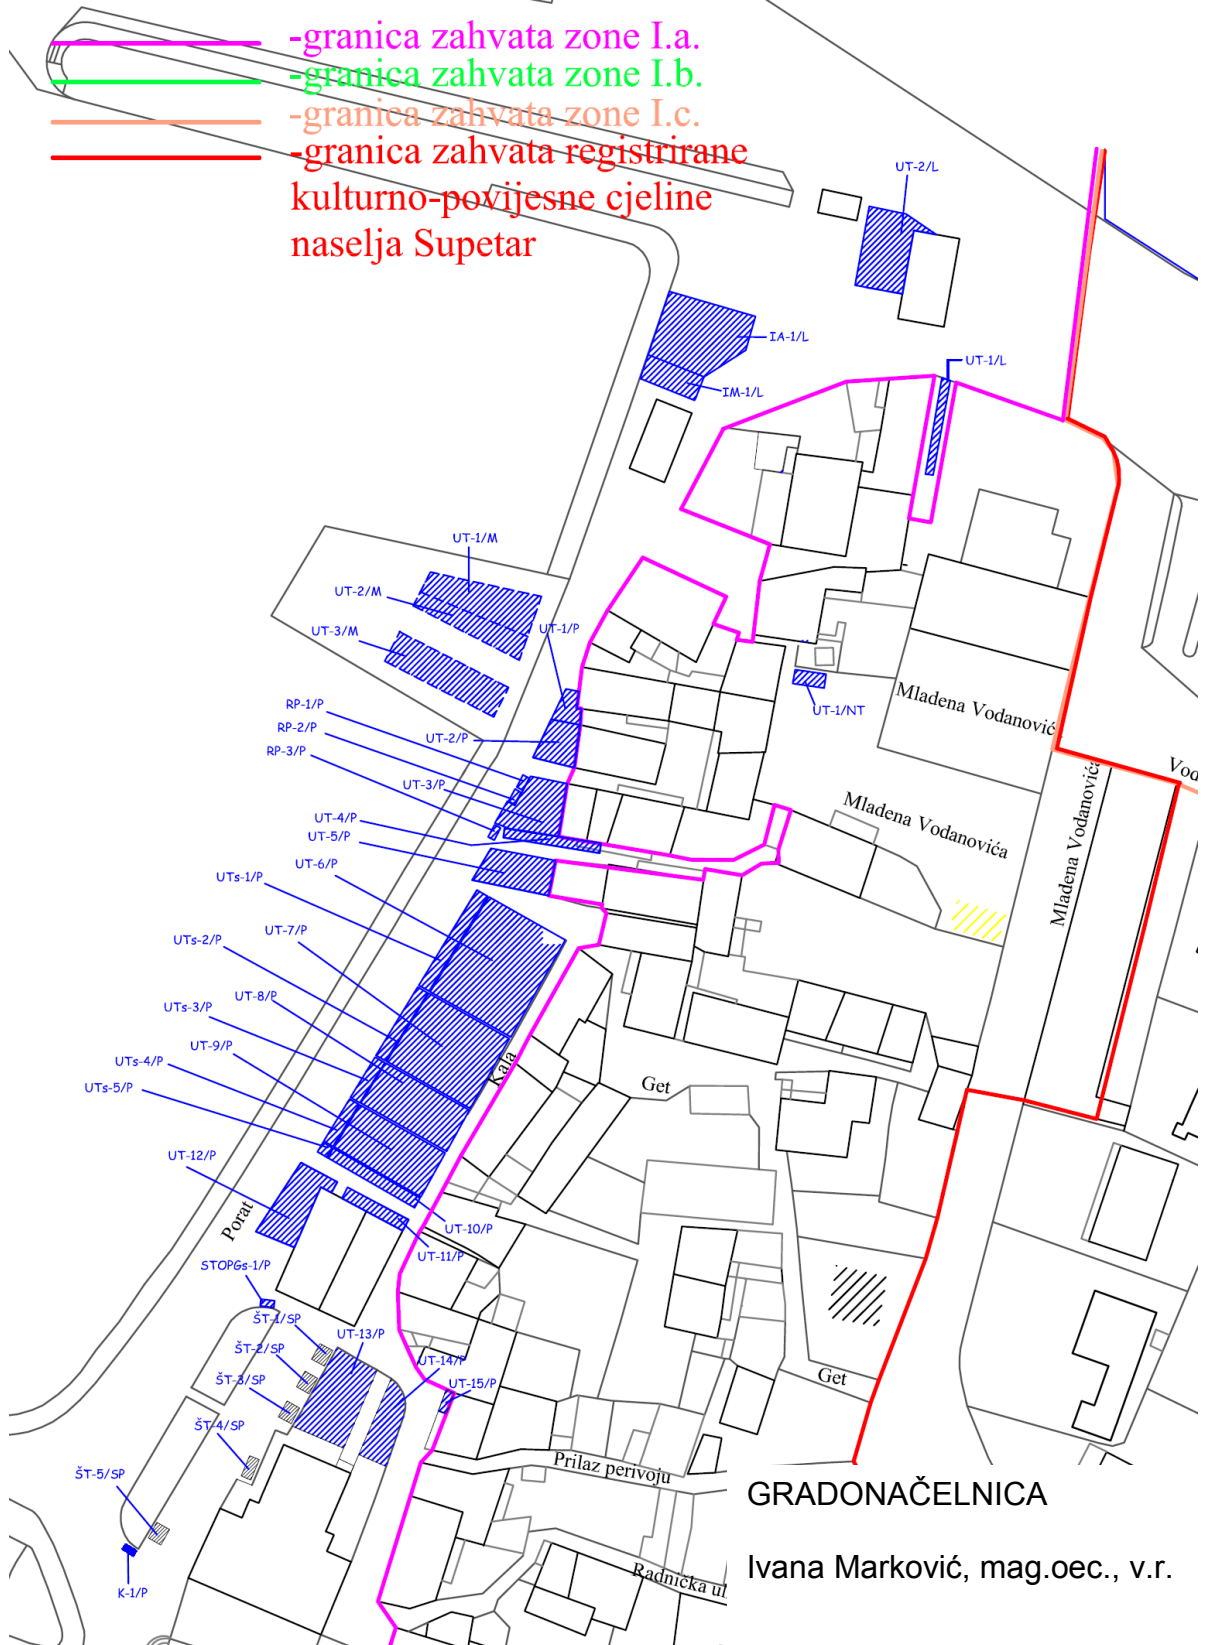 -granica zahvata zone I.a.
-granica zahvata zone I.b.
-granica zahvata zone I.c.
-granica zahvata registrirane
kulturno-povijesne cjeline
naselja Supetar
UT-2/L
IA-1/L
UT-1/L
IM-1/L
UT-1/M
UT-2/M
UT-1/P
UT-3/M
RP-1/P
UT-1/NT
Mladena Vodanović
RP-2/P
UT-2/P
RP-3/P
UT-3/P
Mladena Vodanovića
Mladena Vodanovića
UT-4/P
UT-5/P
UT-6/P
UTs-1/P
UT-7/P
UTs-2/P
UT-8/P
UTs-3/P
UT-9/P
UTs-4/P
UTs-5/P
Kala
Get
UT-12/P
Porat
UT-10/P
UT-11/P
STOPGs-1/P
ŠT-1/SP
UT-13/P
ŠT-2/SP
UT-14/P
ŠT-3/SP
UT-15/P
Get
ŠT-4/SP
Prilaz perivoju
ŠT-5/SP
K-1/P
Radnička ul
GRADONAČELNICA
Ivana Marković, mag.oec., v.r.